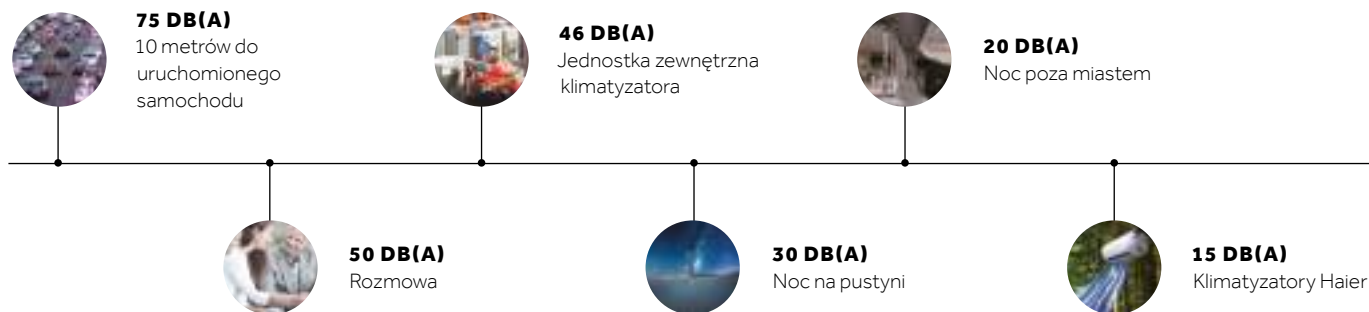 75 DB(A)
10 metrów do
uruchomionego
samochodu
50 DB(A)
Rozmowa
46 DB(A)
Jednostka zewnętrzna
klimatyzatora
30 DB(A)
Noc na pustyni
20 DB(A)
Noc poza miastem
15 DB(A)
Klimatyzatory Haier